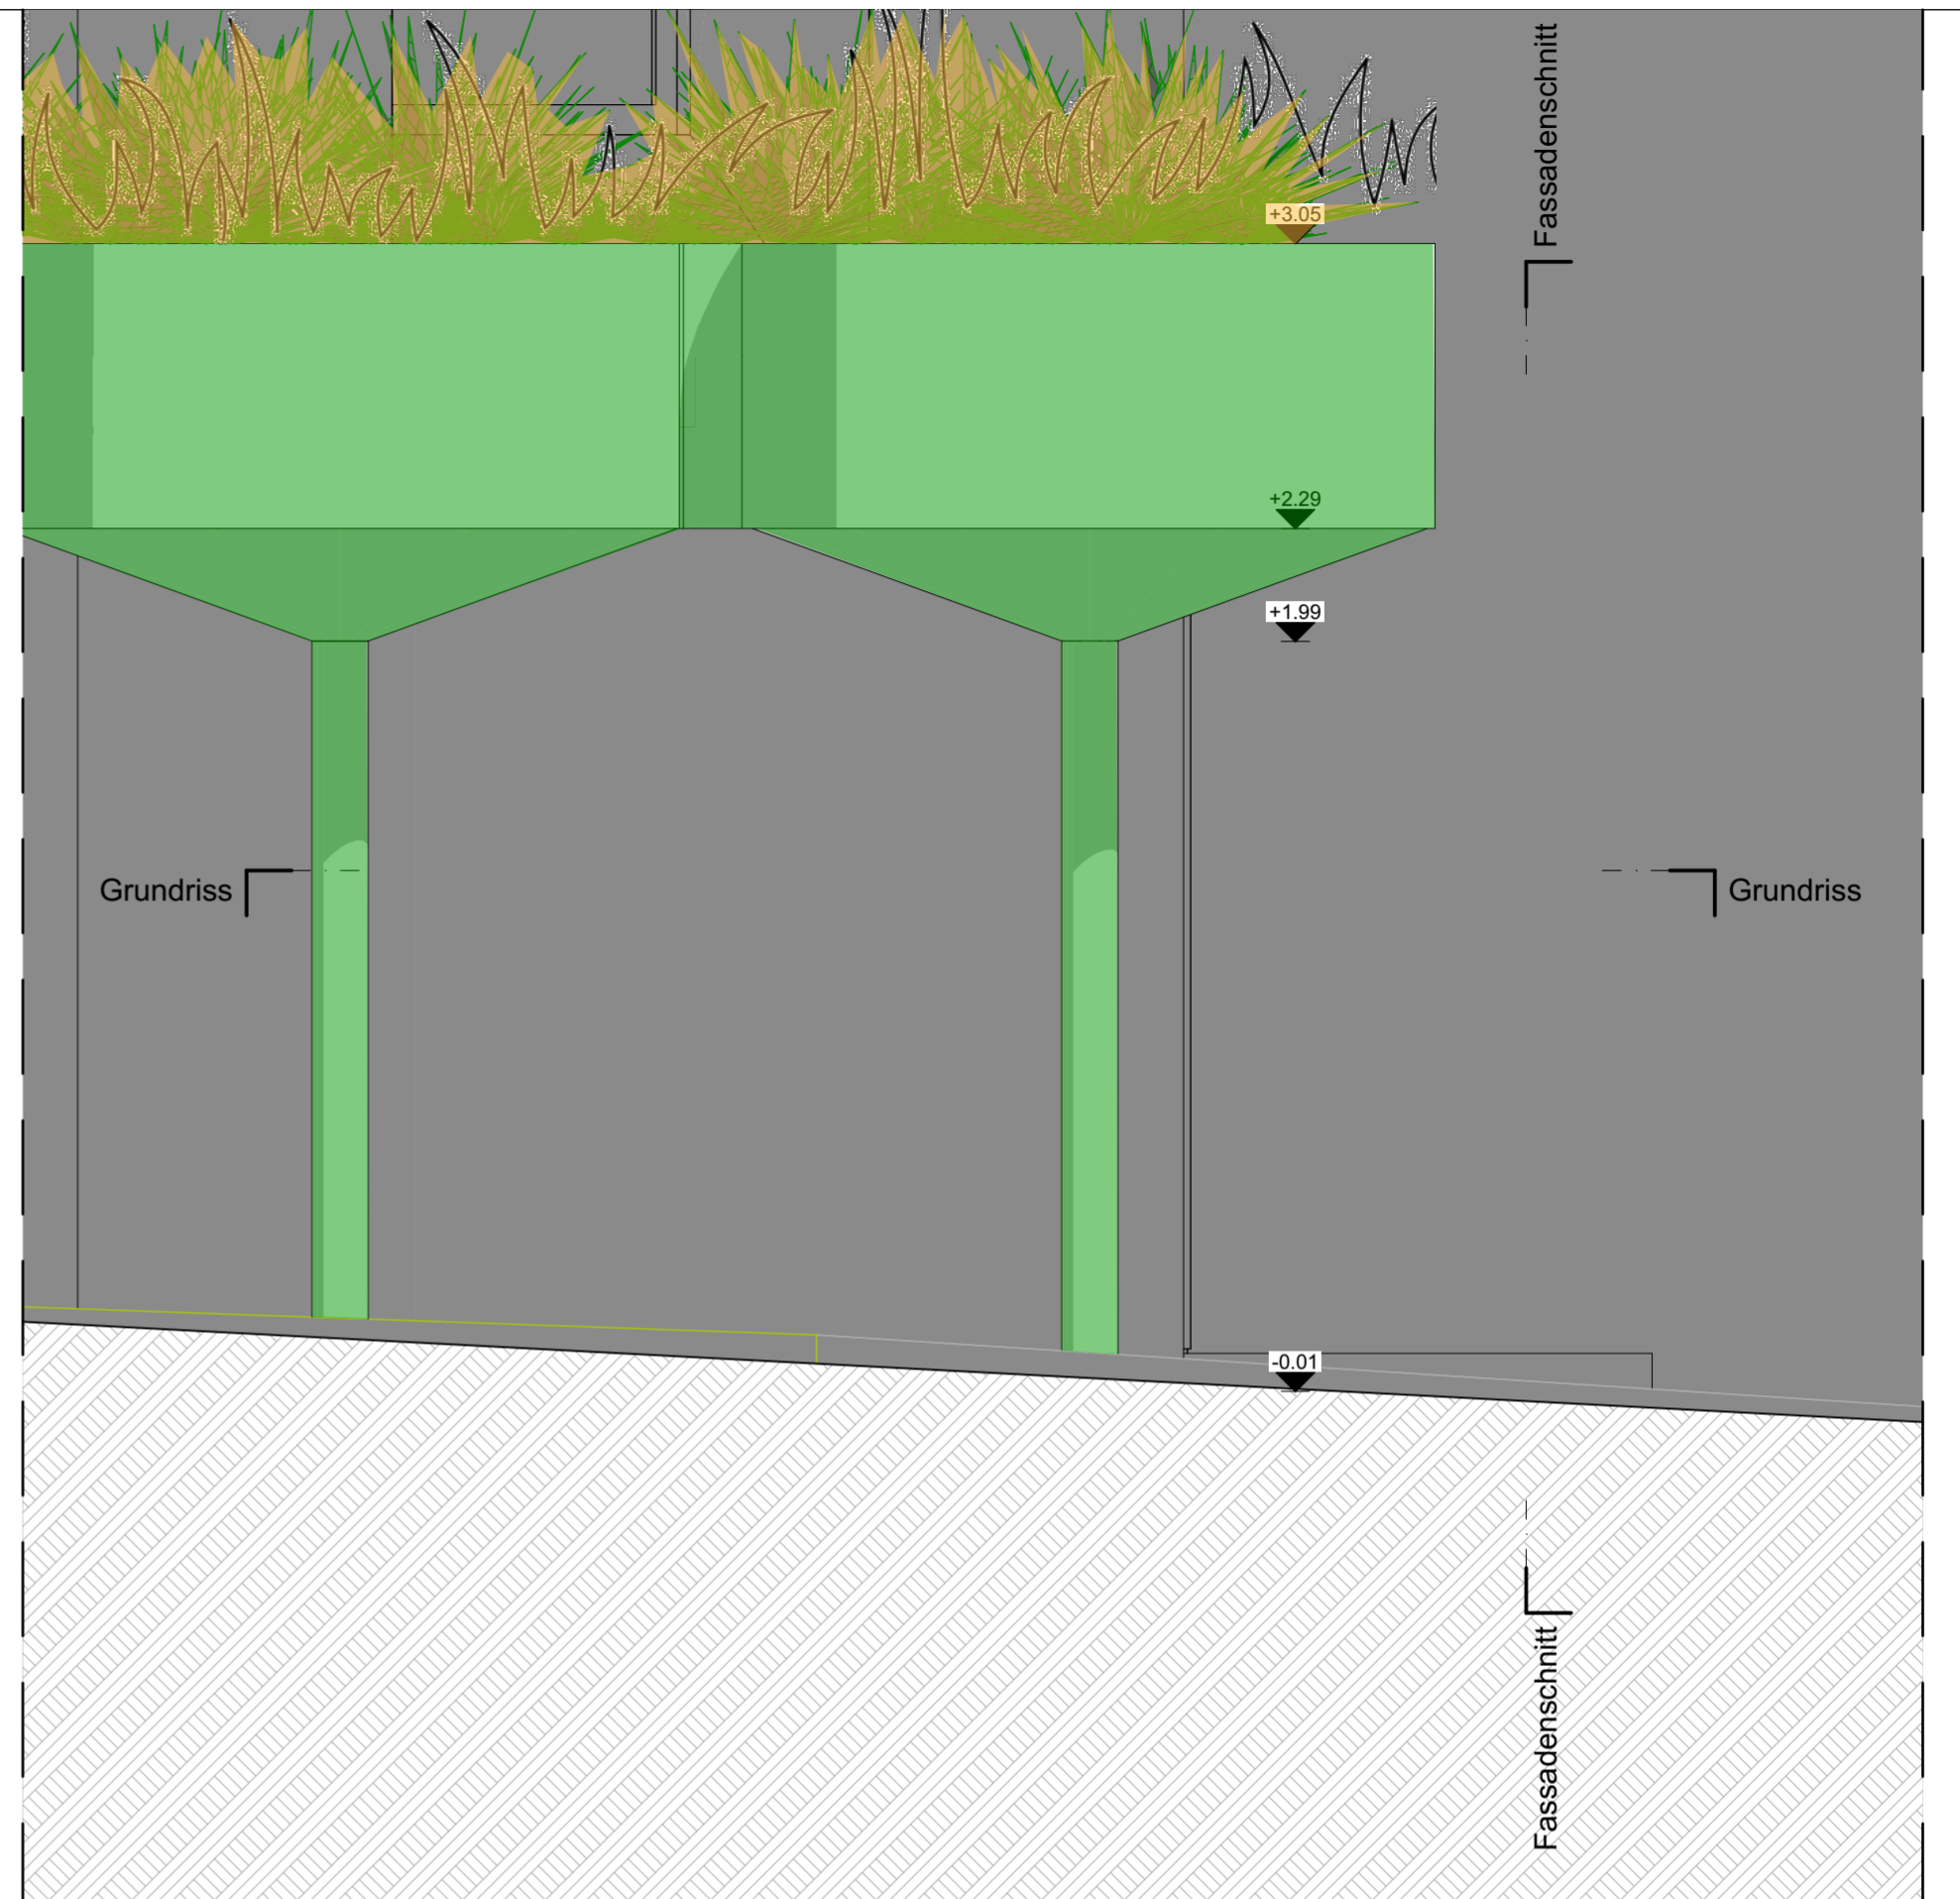 Fassadenschnitt
+3.05
+2.29
+1.99
Grundriss
Grundriss
-0.01
Fassadenschnitt